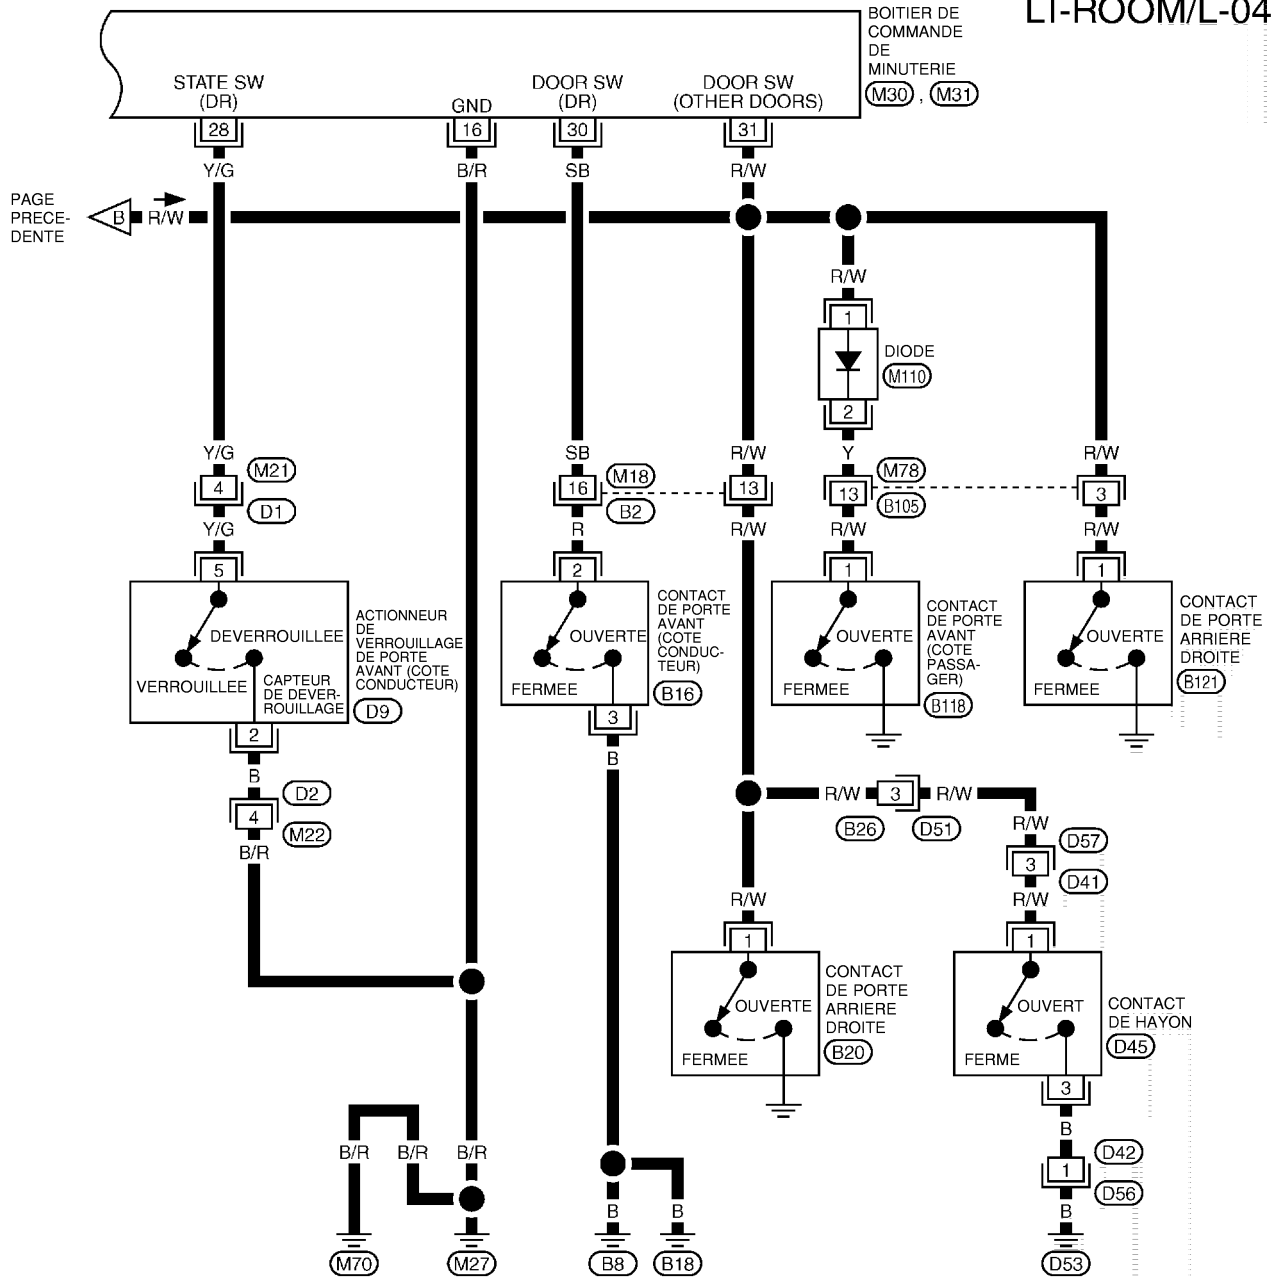 LT-ROOM/L-04
BOITIER DE
COMMANDE
DE
MINUTERIE
M30 , M31
STATE SW
(DR)
GND
DOOR SW
(DR)
DOOR SW
(OTHER DOORS)
28
16
30
31
Y/G
B/R
SB
R/W
PAGE
PRECE-
DENTE
B
R/W
R/W
1
DIODE
M110
2
Y/G
SB
R/W
Y
R/W
4
M21
D1
16
M18
B2
13
13
M78
B105
3
Y/G
R
R/W
R/W
R/W
5
2
1
1
DEVERROUILLEE
VERROUILLEE
CAPTEUR
DE DEVER-
ROUILLAGE
ACTIONNEUR
DE
VERROUILLAGE
DE PORTE
AVANT (COTE
CONDUCTEUR)
D9
OUVERTE
FERMEE
CONTACT
DE PORTE
AVANT
(COTE
CONDUC-
TEUR)
B16
OUVERTE
FERMEE
CONTACT
DE PORTE
AVANT
(COTE
PASSA-
GER)
B118
OUVERTE
FERMEE
CONTACT
DE PORTE
ARRIERE
DROITE
B121
2
3
B
B
4
D2
M22
B/R
R/W
3
R/W
B26
D51
R/W
3
D57
D41
R/W
R/W
1
1
OUVERTE
FERMEE
CONTACT
DE PORTE
ARRIERE
DROITE
B20
OUVERT
FERME
CONTACT
DE HAYON
D45
3
B
1
D42
D56
B/R
B/R
B/R
B
B
B
M70
M27
B8
B18
D53